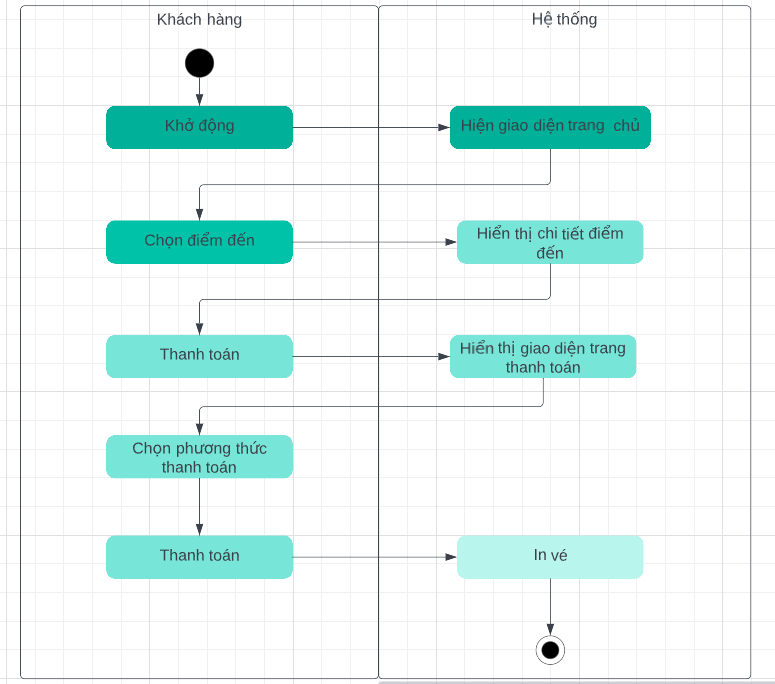 Khách hàng
Hệ thống
Khở động
Hiện giao diện trang chủ
Chọn điểm đến
Hiển thị chi tiết điểm
đến
Thanh toán
Hiển thị giao diện trang
thanh toán
Chọn phương thức
thanh toán
Thanh toán
In vé